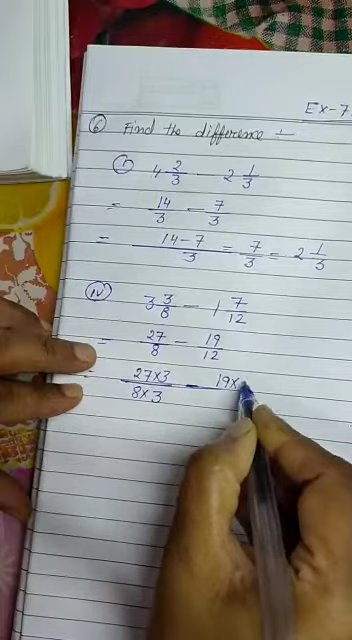 Ex-7.
⑥ Find the difference :-
(i) 4 2/3 - 2 1/3
= 14/3 - 7/3
= 14-7/3 = 7/3 = 2 1/3
(iv) 3 3/8 - 1 7/12
= 27/8 - 19/12
= 27×3/8×3 - 19×